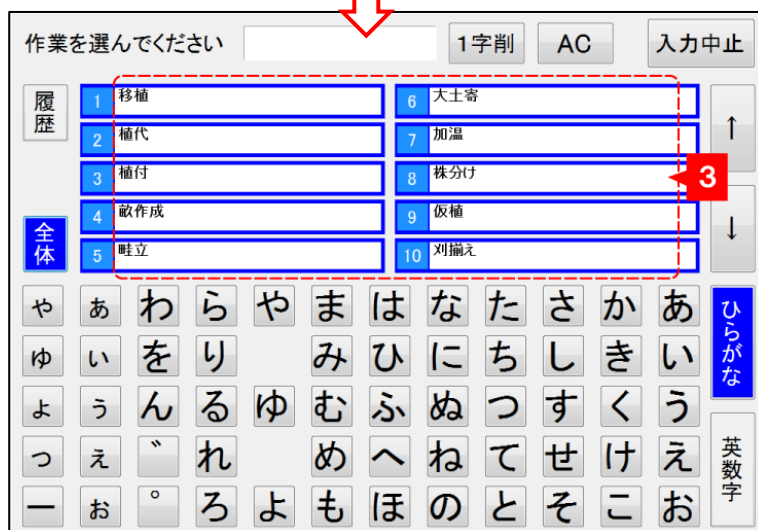 作業を選んでください 1字削 AC 入力中止
履歴
1 移植 6 大土寄
2 植代 7 加温
3 植付 8 株分け
4 畝作成 9 仮植
5 畦立 10 刈揃え
全体
↑
3
↓
や ぁ わ ら や ま は な た さ か あ
ゆ ぃ を り み ひ に ち し き い
ょ ぅ ん る ゆ む ふ ぬ つ す く う
っ ぇ ゛ れ め へ ね て せ け え
ー ぉ ゜ ろ よ も ほ の と そ こ お
ひらがな
英数字